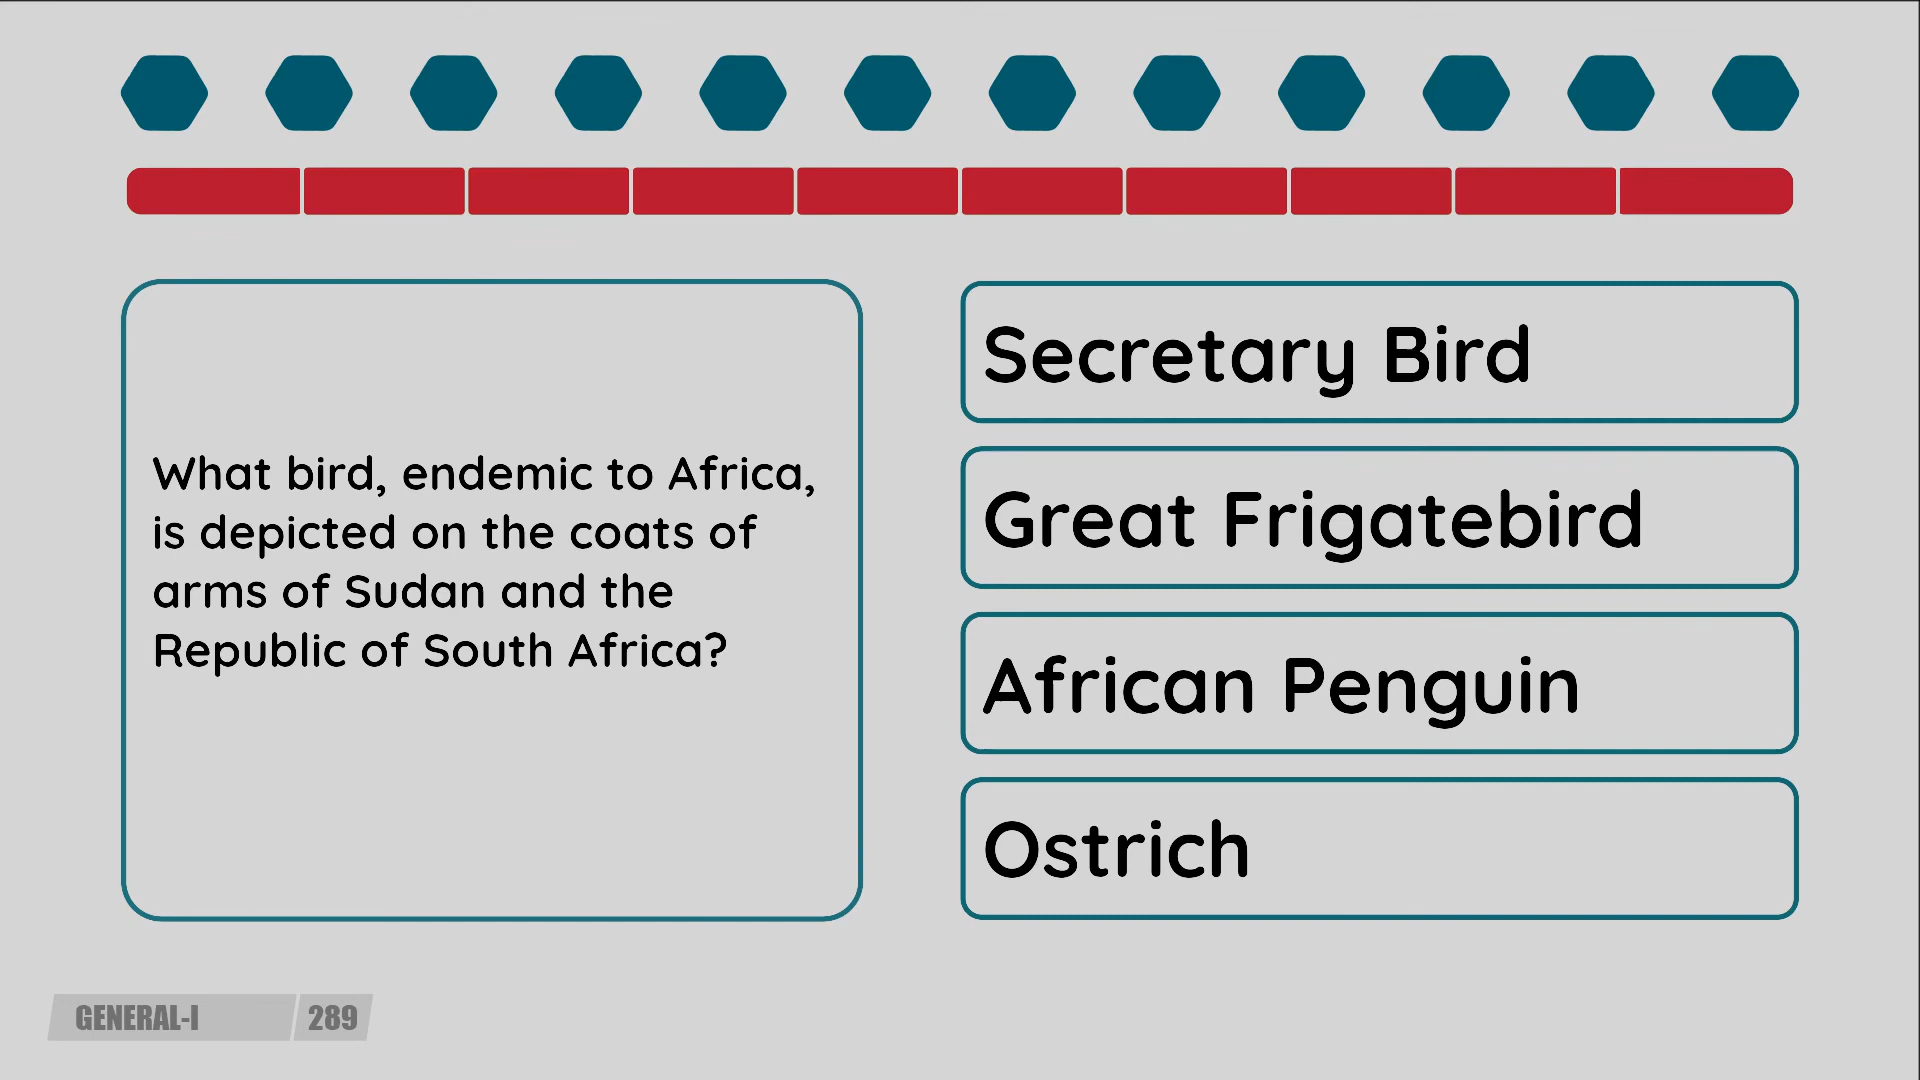 What bird, endemic to Africa,
is depicted on the coats of
arms of Sudan and the
Republic of South Africa?
Secretary Bird
Great Frigatebird
African Penguin
Ostrich
GENERAL-I 289